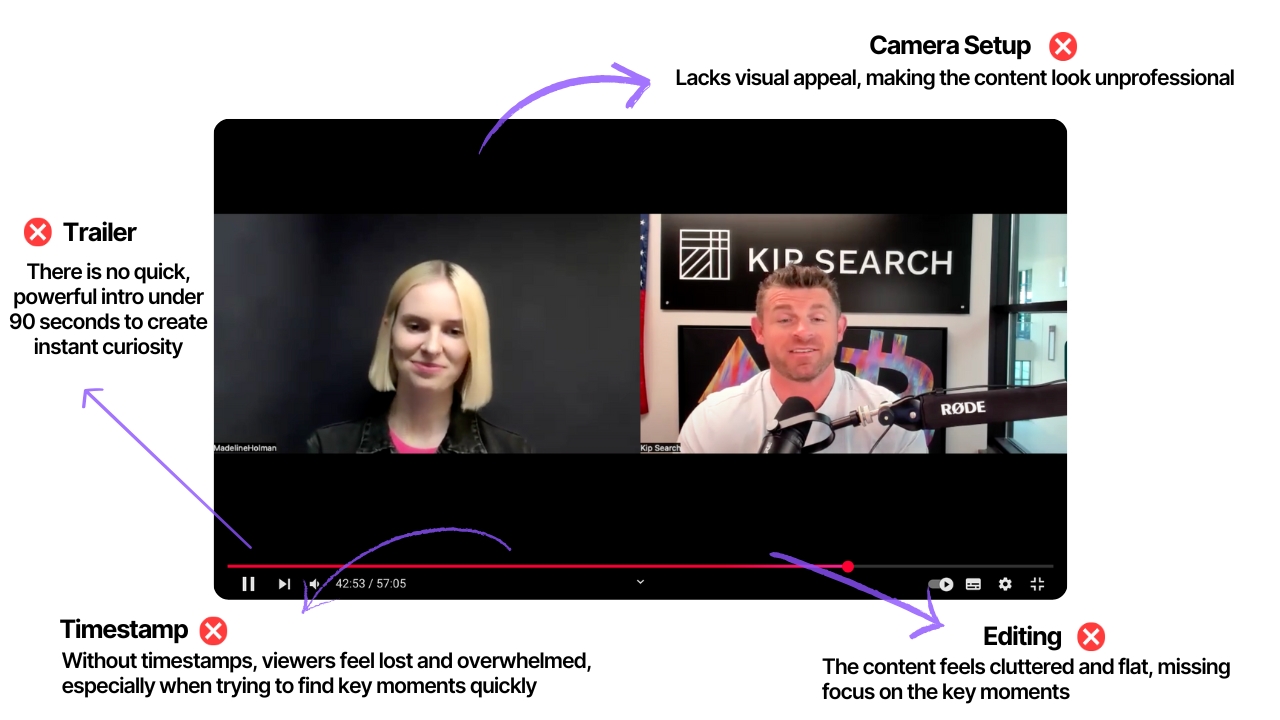 Camera Setup
Lacks visual appeal, making the content look unprofessional
Trailer
There is no quick,
powerful intro under
90 seconds to create
instant curiosity
KIP SEARCH
RØDE
MadelineHolman
Kip Search
42:53 / 57:05
Timestamp
Without timestamps, viewers feel lost and overwhelmed,
especially when trying to find key moments quickly
Editing
The content feels cluttered and flat, missing
focus on the key moments